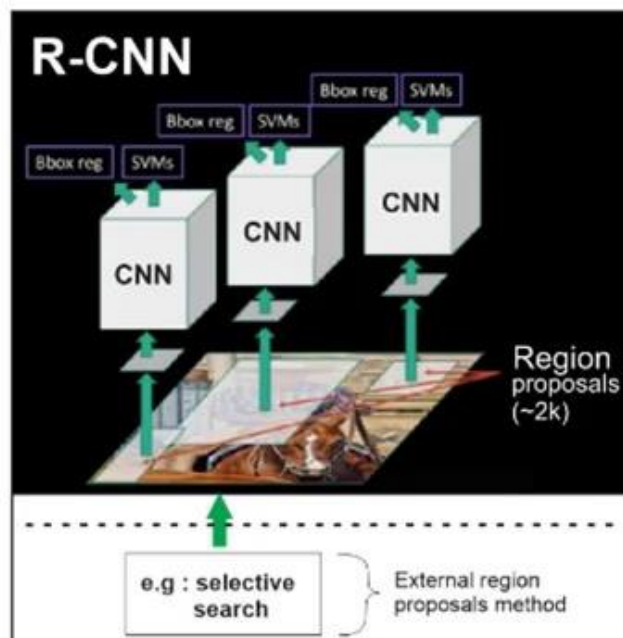 R-CNN
Bbox reg SVMs
Bbox reg SVMs
Bbox reg SVMs
CNN
CNN
CNN
Region
proposals
(~2k)
e.g : selective
search
External region
proposals method